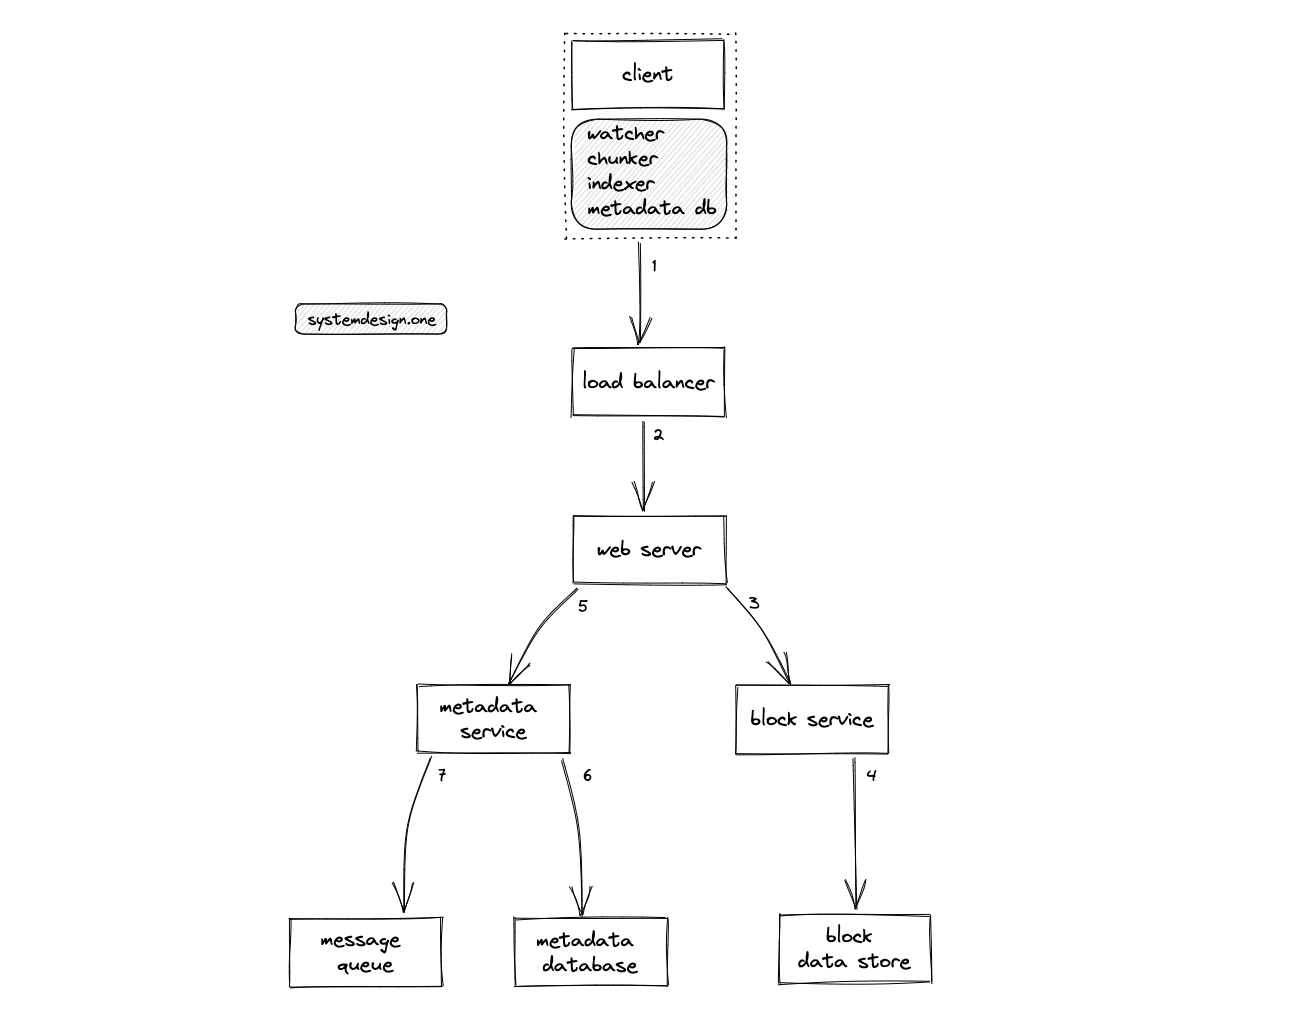 client
watcher
chunker
indexer
metadata db
1
systemdesign.one
load balancer
2
web server
5
3
metadata
service
block service
7
6
4
message
queue
metadata
database
block
data store